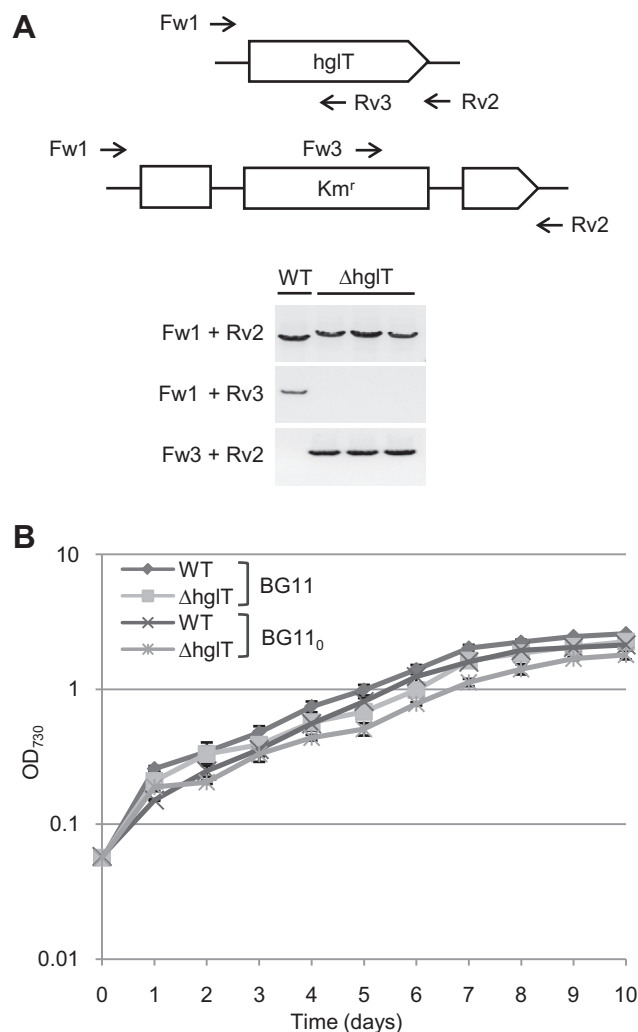 A
Fw1
hglT
Rv3 Rv2
Fw1 Fw3
Kmʳ
Rv2
WT ΔhglT
Fw1 + Rv2
Fw1 + Rv3
Fw3 + Rv2
B
10
WT
ΔhglT
BG11
WT
ΔhglT
BG11₀
1
0.1
0.01
OD₇₃₀
0 1 2 3 4 5 6 7 8 9 10
Time (days)